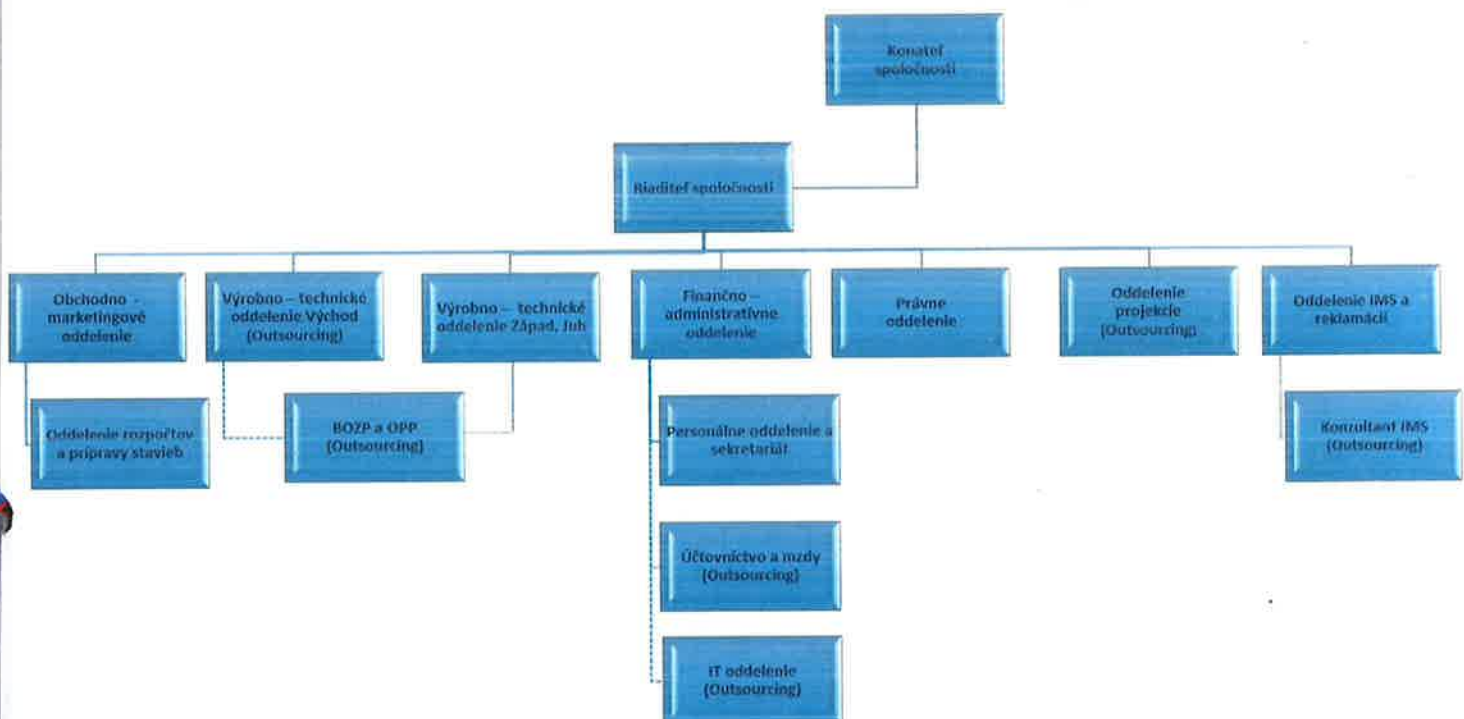 Konateľ
spoločnosti
Riaditeľ spoločnosti
Obchodno -
marketingové
oddelenie
Výrobno – technické
oddelenie Východ
(Outsourcing)
Výrobno – technické
oddelenie Západ, Juh
Finančno –
administratívne
oddelenie
Právne
oddelenie
Oddelenie
projekcie
(Outsourcing)
Oddelenie IMS a
reklamácií
Oddelenie rozpočtov
a prípravy stavieb
BOZP a OPP
(Outsourcing)
Personálne oddelenie a
sekretariát
Konzultant IMS
(Outsourcing)
Účtovníctvo a mzdy
(Outsourcing)
IT oddelenie
(Outsourcing)